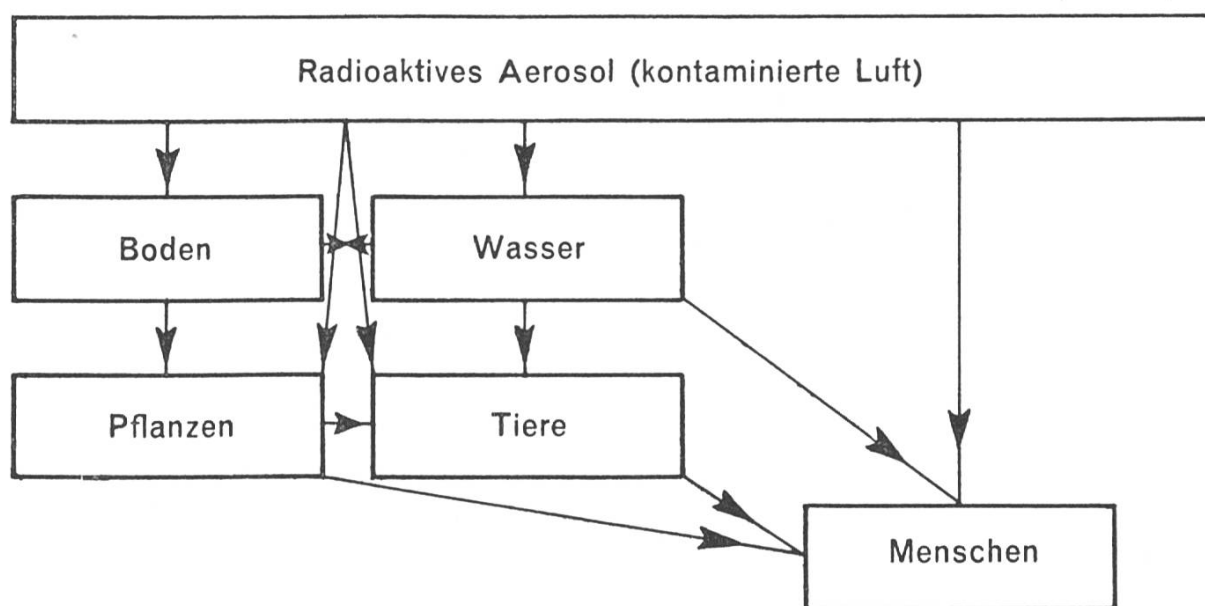 Radioaktives Aerosol (kontaminierte Luft)
Boden
Wasser
Pflanzen
Tiere
Menschen